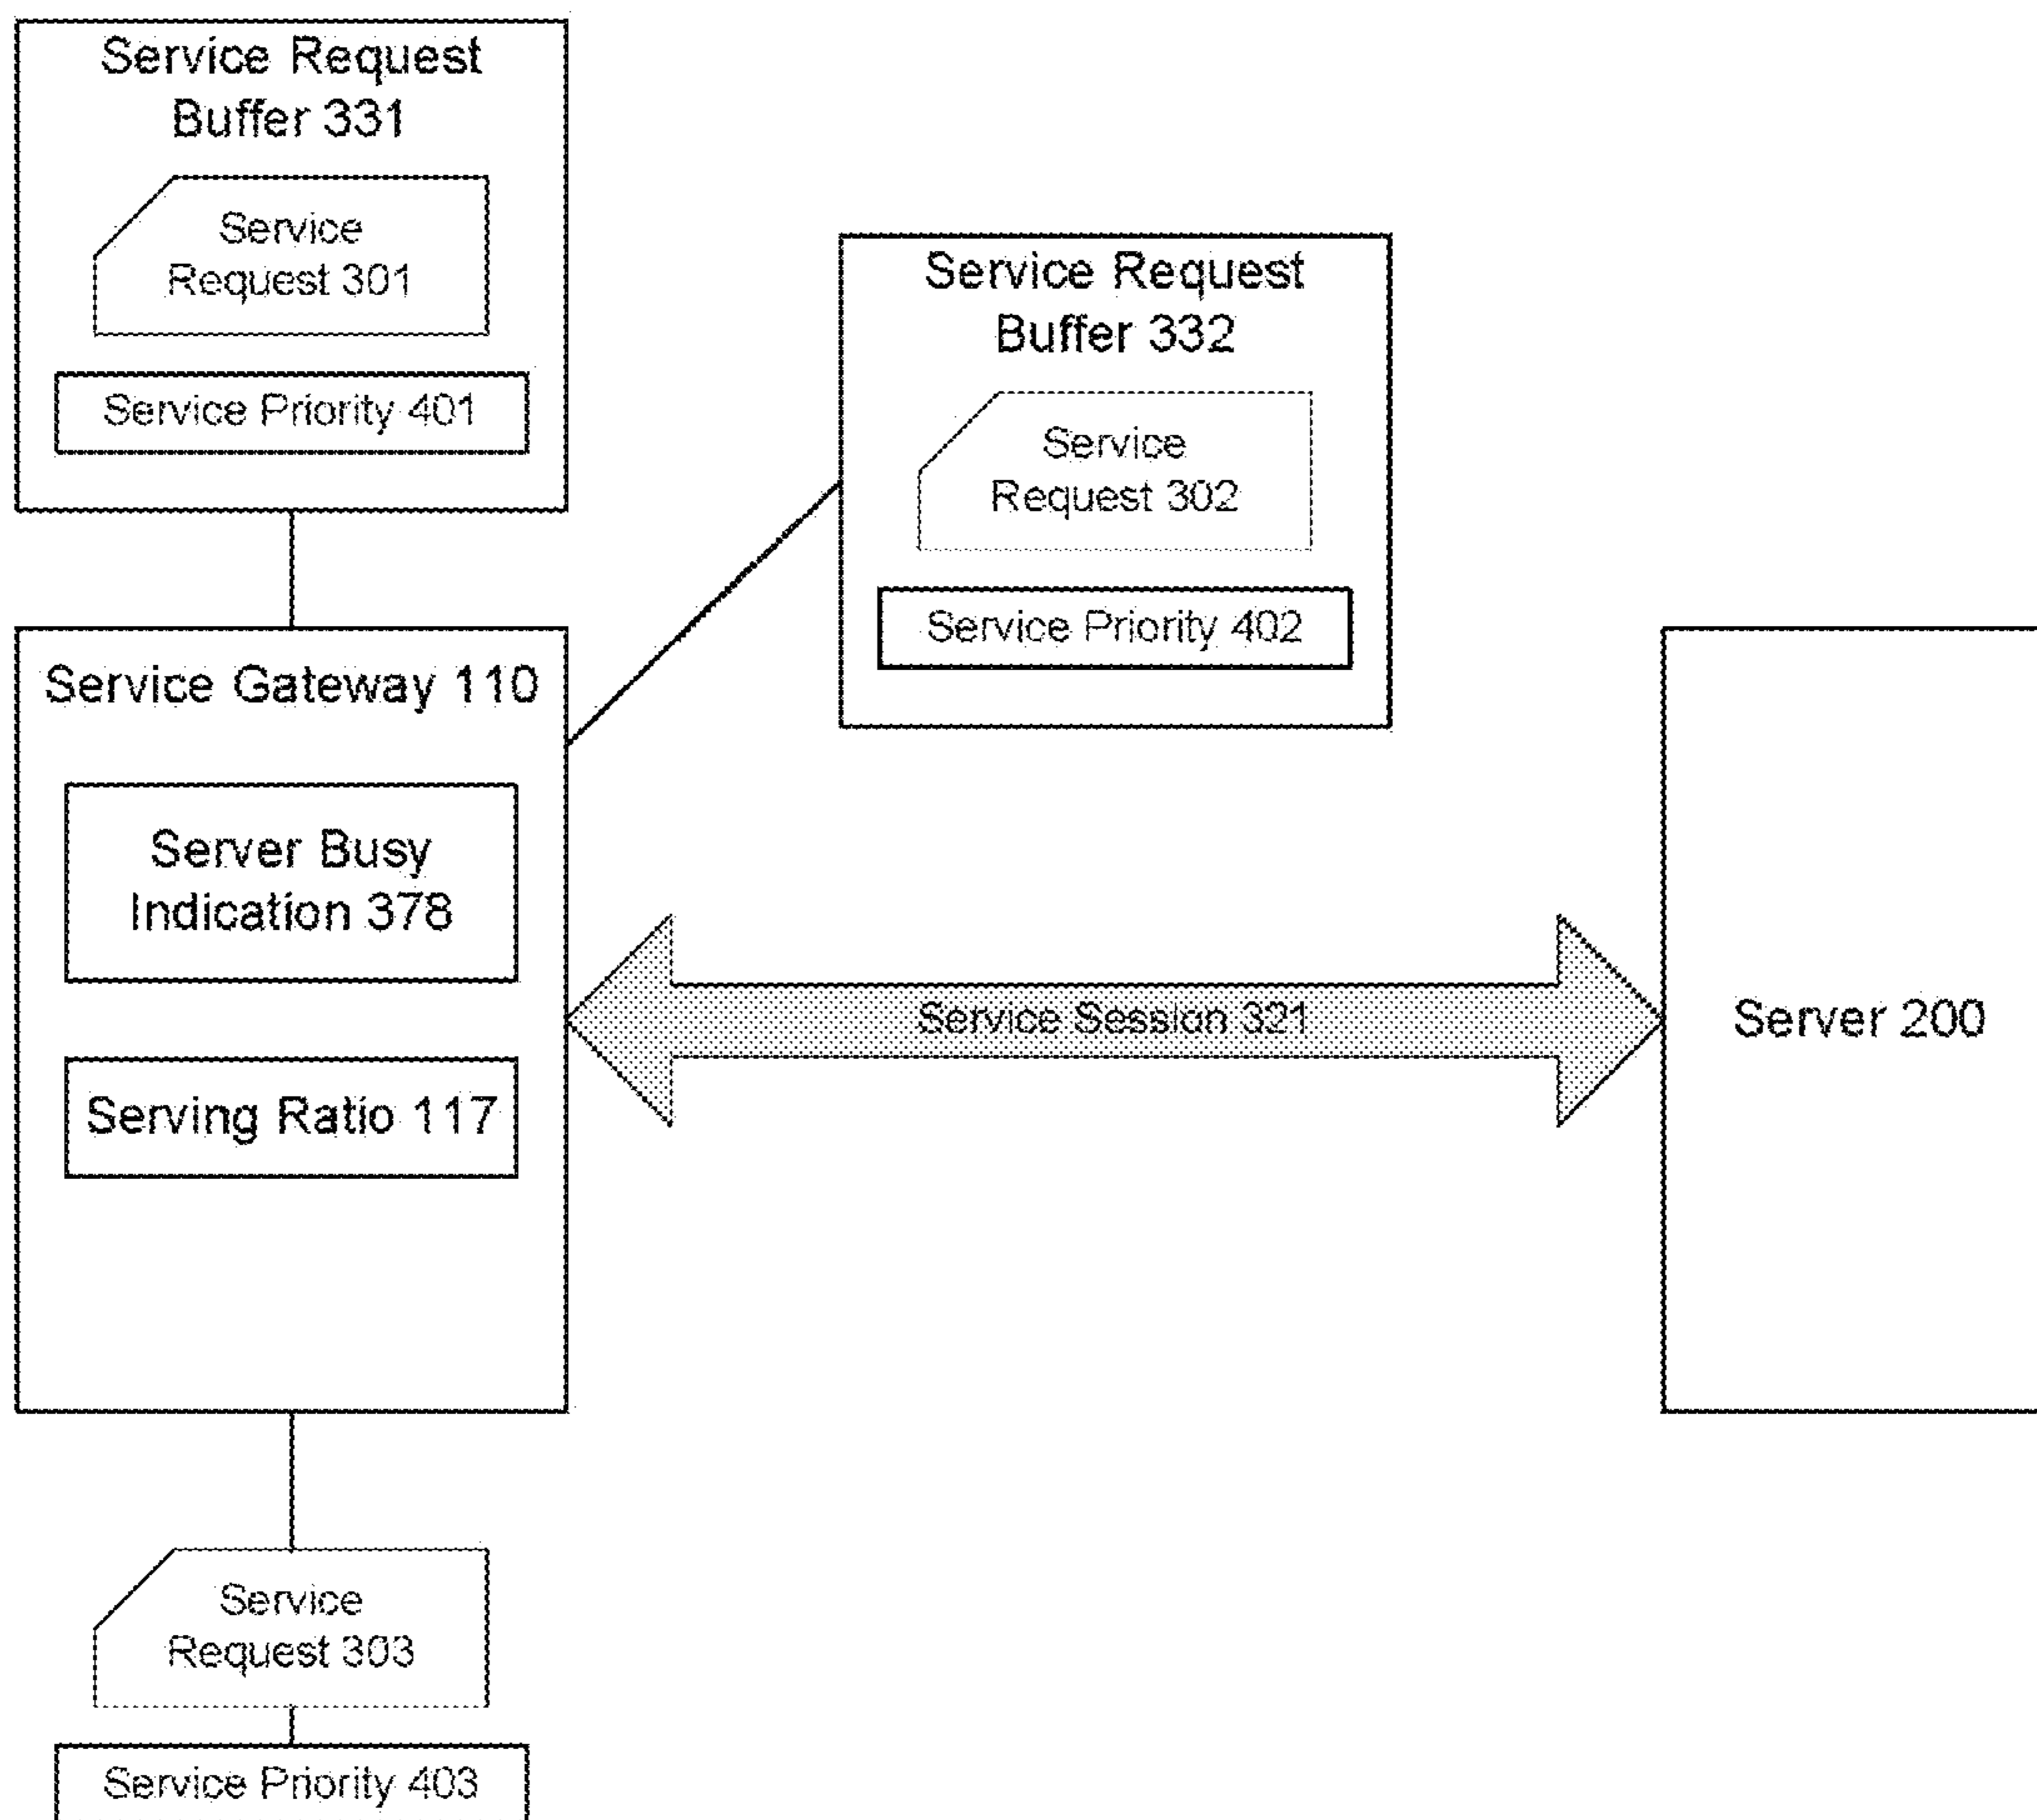 Service Request
Buffer 331
Service
Request 301
Service Priority 401
Service Request
Buffer 332
Service
Request 302
Service Priority 402
Service Gateway 110
Server Busy
Indication 378
Serving Ratio 117
Service Session 321
Server 200
Service
Request 303
Service Priority 403